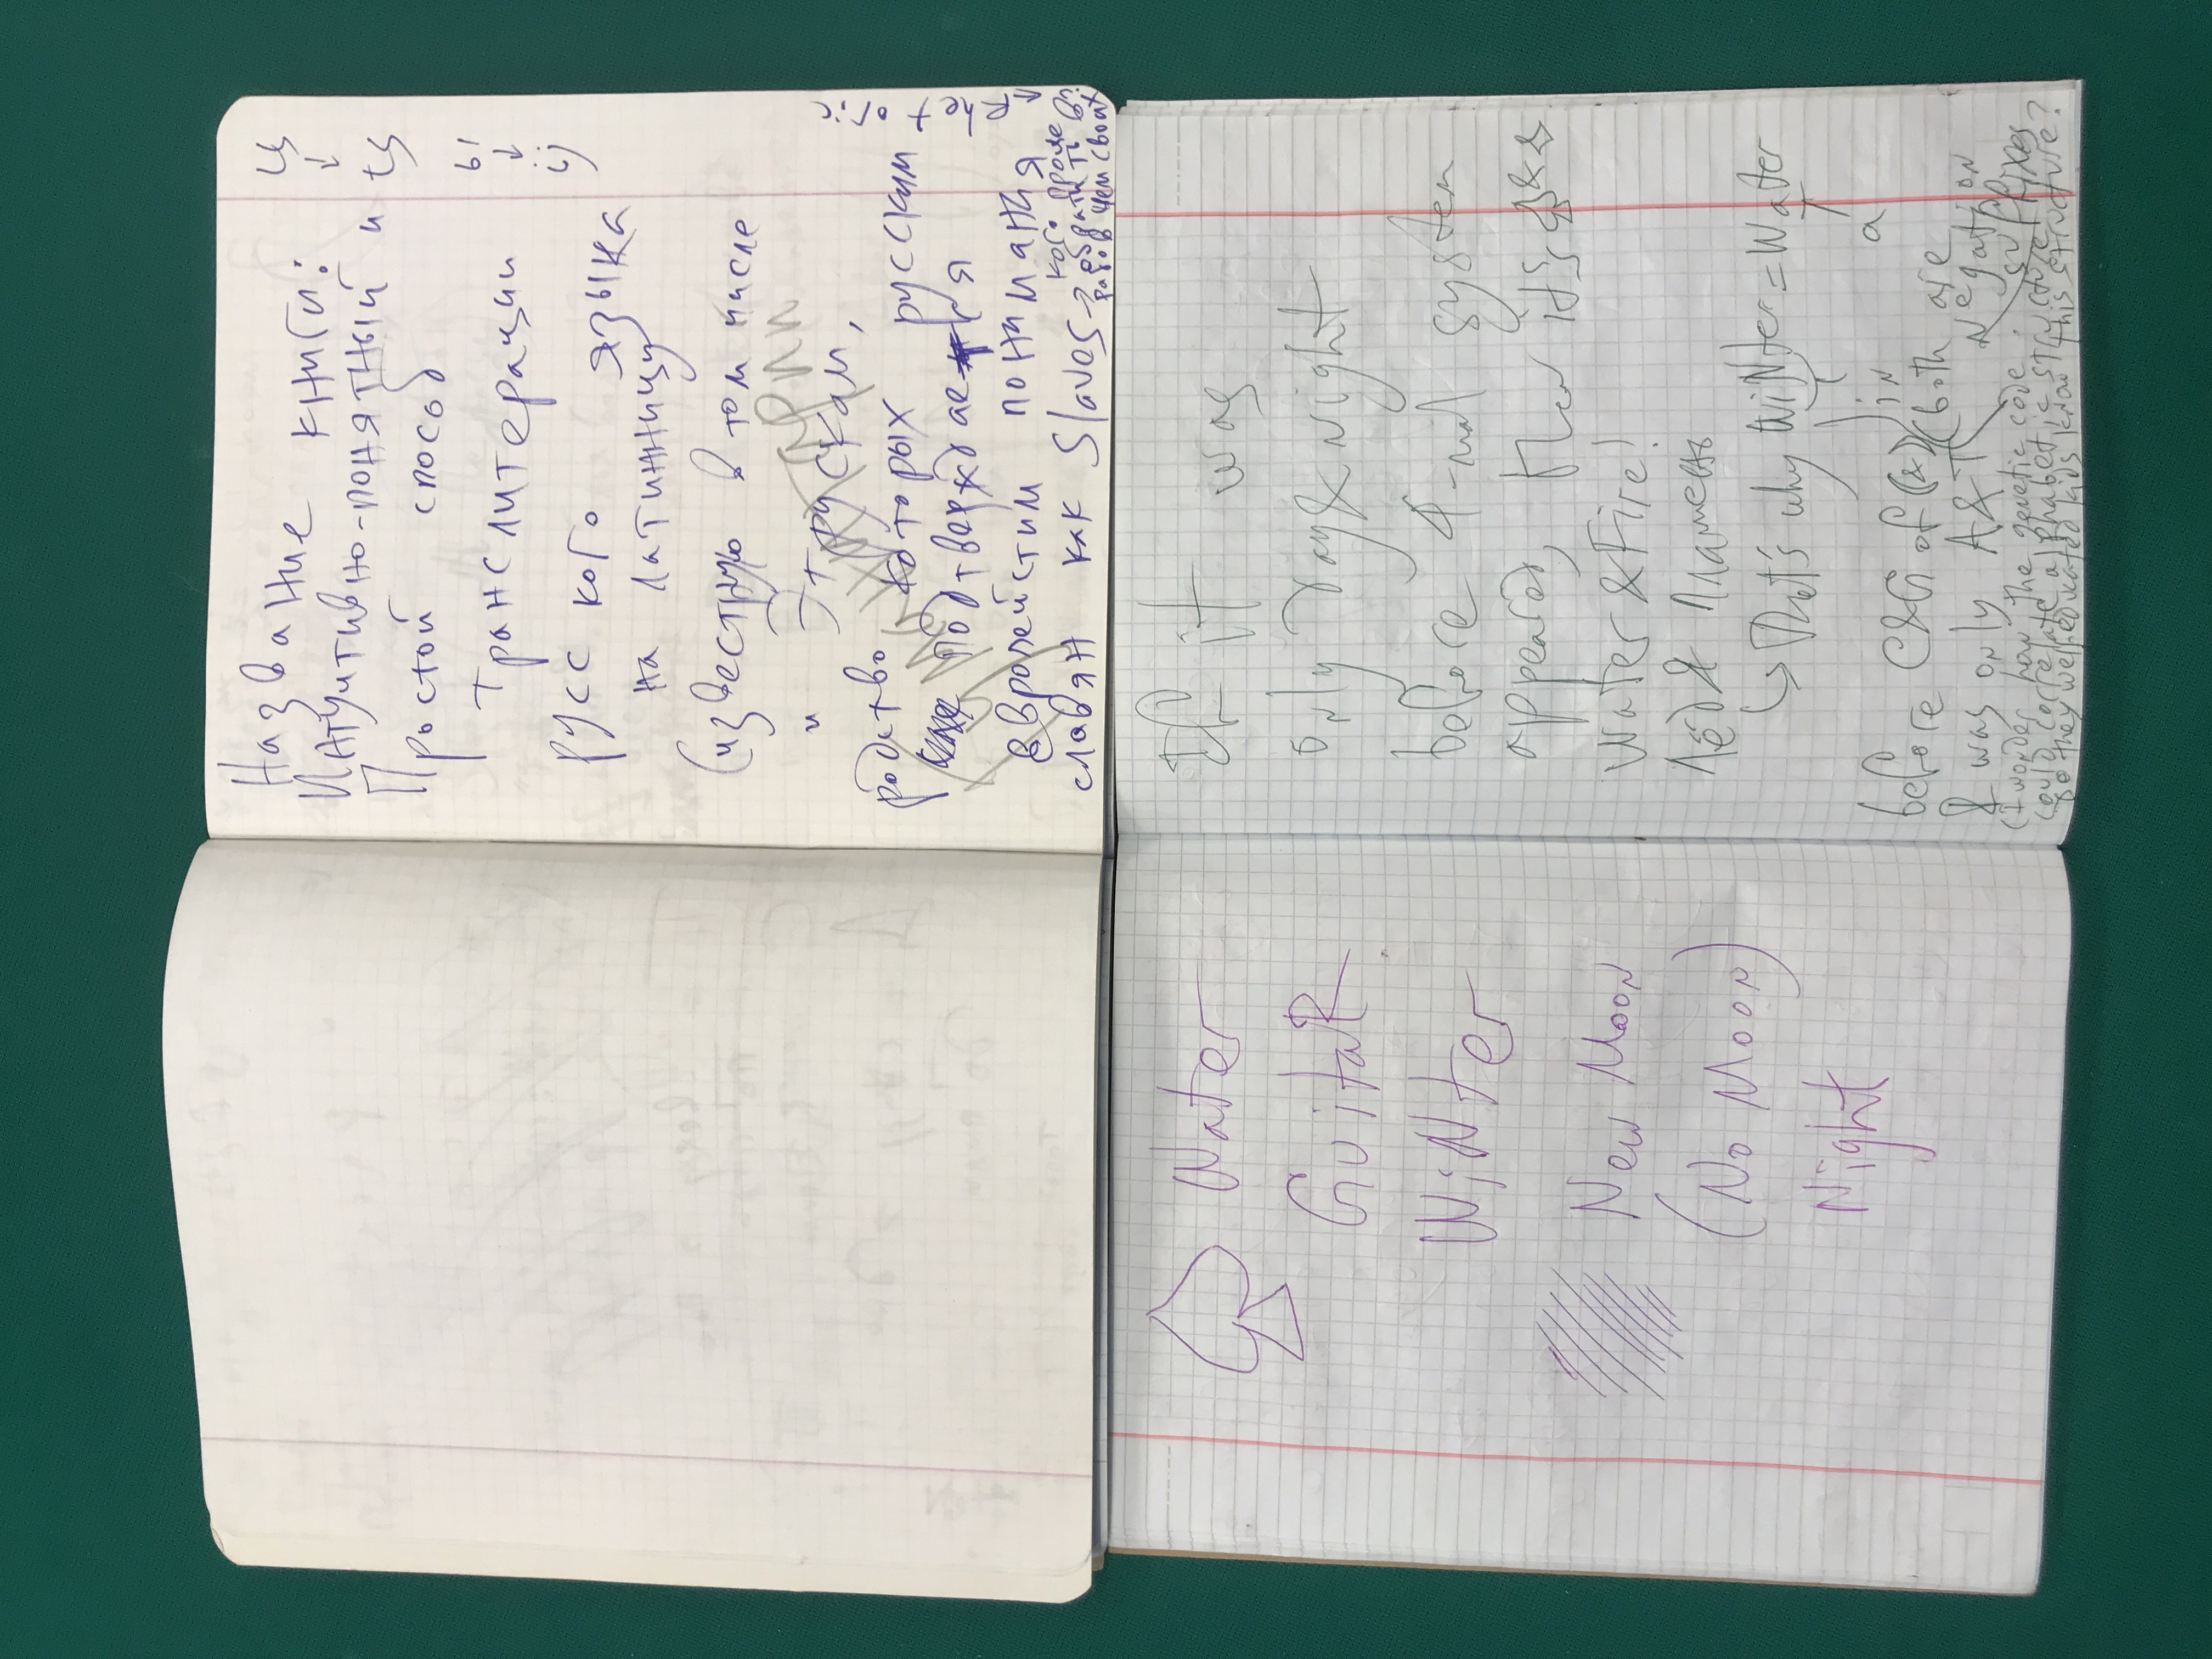 Название книги:
Интуитивно-понятный и
Простой способ
транслитерации
русского языка
на латинницу
(известную в том числе
и Этрускам,
родство которых русским
подтверждается
европейстим понимания
славян как Slaves →
кого проще
обратить в
рабов чем своих?
← Rhetoric
Гуманитарии
ц
↓
ts
ы
↓
ij
Water
GuitaR
WiNter
New Moon
(No Moon)
Night
If it was
only day & night
before 4-nal system
appeared, then it's ♤ & 
Water & Fire!
Лёд & Пламень
↳ That's why WiNter = Water
in
a
before C&G of (&) (both are
& was only A&T Negation
suffixes
(I wonder how the genetic code
could correlate alphabetic structure
Do they well-educated kids know this structure?